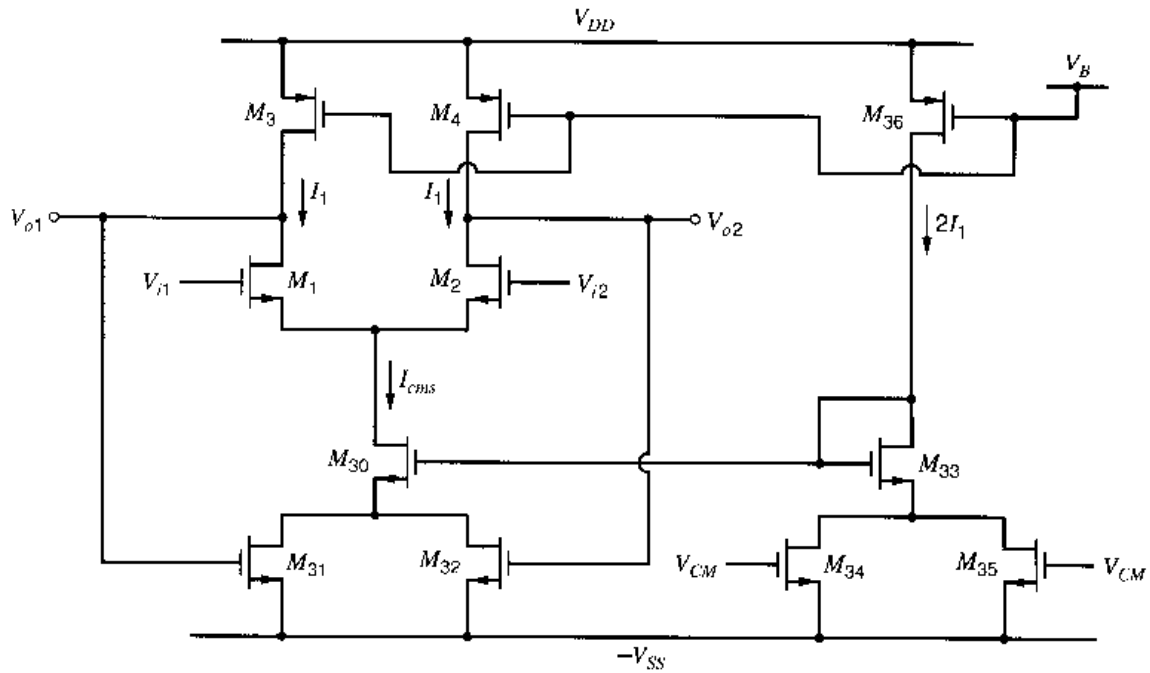 V_DD
V_B
M_3
M_4
M_36
I_1
I_1
2I_1
V_o1
V_o2
V_i1
M_1
M_2
V_i2
I_cms
M_30
M_33
M_31
M_32
V_CM
M_34
M_35
V_CM
−V_SS